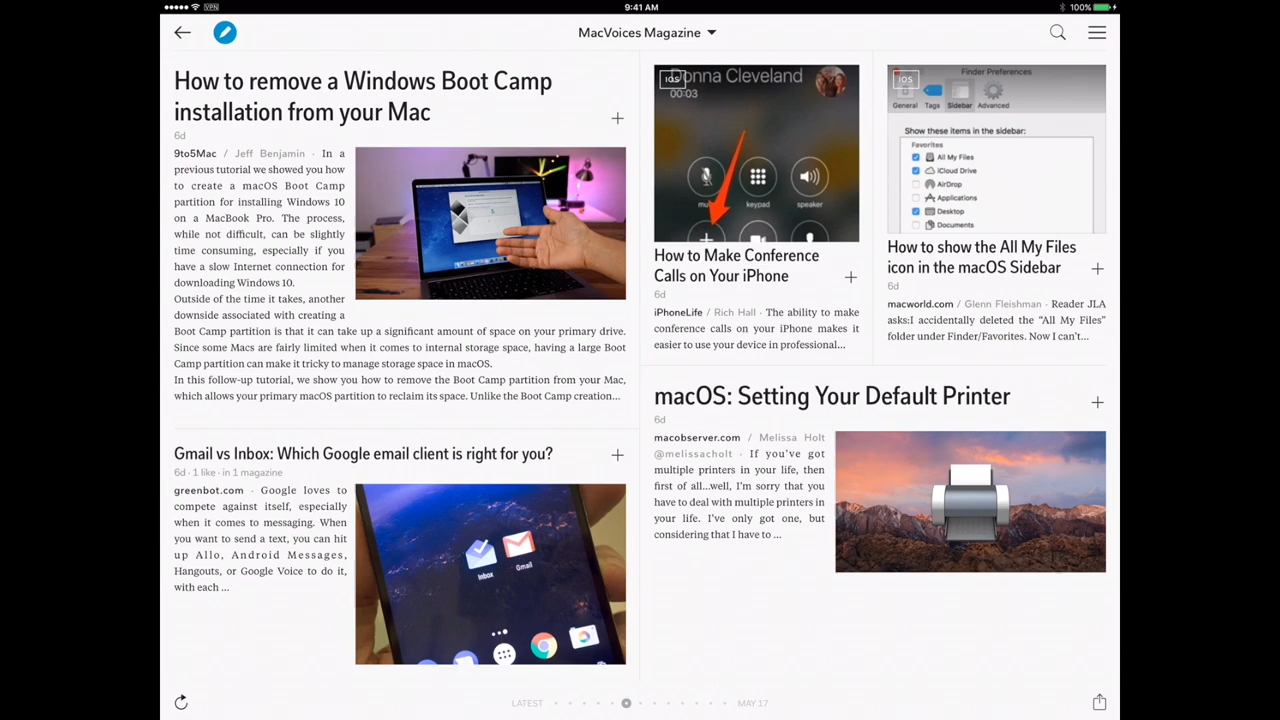 VPN
9:41 AM
100%
MacVoices Magazine
How to remove a Windows Boot Camp
installation from your Mac
6d
9to5Mac / Jeff Benjamin · In a
previous tutorial we showed you how
to create a macOS Boot Camp
partition for installing Windows 10
on a MacBook Pro. The process,
while not difficult, can be slightly
time consuming, especially if you
have a slow Internet connection for
downloading Windows 10.
Outside of the time it takes, another
downside associated with creating a
Boot Camp partition is that it can take up a significant amount of space on your primary drive.
Since some Macs are fairly limited when it comes to internal storage space, having a large Boot
Camp partition can make it tricky to manage storage space in macOS.
In this follow-up tutorial, we show you how to remove the Boot Camp partition from your Mac,
which allows your primary macOS partition to reclaim its space. Unlike the Boot Camp creation...
Gmail vs Inbox: Which Google email client is right for you?
6d · 1 like · in 1 magazine
greenbot.com · Google loves to
compete against itself, especially
when it comes to messaging. When
you want to send a text, you can hit
up Allo, Android Messages,
Hangouts, or Google Voice to do it,
with each ...
Inbox
Gmail
iOS
Donna Cleveland
00:03
keypad
speaker
How to Make Conference
Calls on Your iPhone
6d
iPhoneLife / Rich Hall · The ability to make
conference calls on your iPhone makes it
easier to use your device in professional...
iOS
Finder Preferences
General Tags Sidebar Advanced
Show these items in the sidebar:
Favorites
All My Files
iCloud Drive
AirDrop
Applications
Desktop
Documents
How to show the All My Files
icon in the macOS Sidebar
6d
macworld.com / Glenn Fleishman · Reader JLA
asks:I accidentally deleted the “All My Files”
folder under Finder/Favorites. Now I can't...
macOS: Setting Your Default Printer
6d
macobserver.com / Melissa Holt
@melissacholt · If you've got
multiple printers in your life, then
first of all...well, I'm sorry that you
have to deal with multiple printers in
your life. I've only got one, but
considering that I have to ...
LATEST
MAY 17